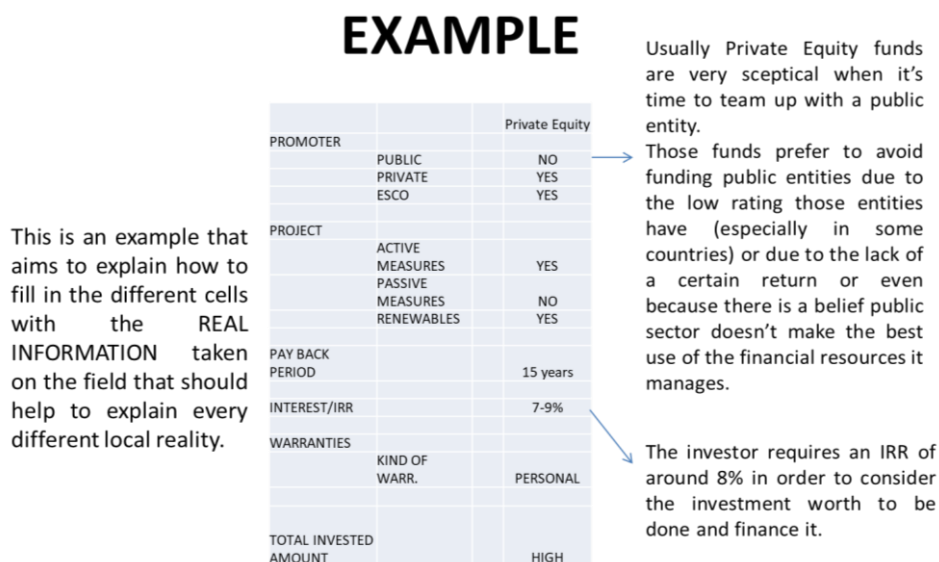 EXAMPLE
This is an example that
aims to explain how to
fill in the different cells
with the REAL
INFORMATION taken
on the field that should
help to explain every
different local reality.
Private Equity
PROMOTER
PUBLIC NO
PRIVATE YES
ESCO YES
PROJECT
ACTIVE
MEASURES YES
PASSIVE
MEASURES NO
RENEWABLES YES
PAY BACK
PERIOD 15 years
INTEREST/IRR 7-9%
WARRANTIES
KIND OF
WARR. PERSONAL
TOTAL INVESTED
AMOUNT HIGH
Usually Private Equity funds
are very sceptical when it’s
time to team up with a public
entity.
Those funds prefer to avoid
funding public entities due to
the low rating those entities
have (especially in some
countries) or due to the lack of
a certain return or even
because there is a belief public
sector doesn’t make the best
use of the financial resources it
manages.
The investor requires an IRR of
around 8% in order to consider
the investment worth to be
done and finance it.